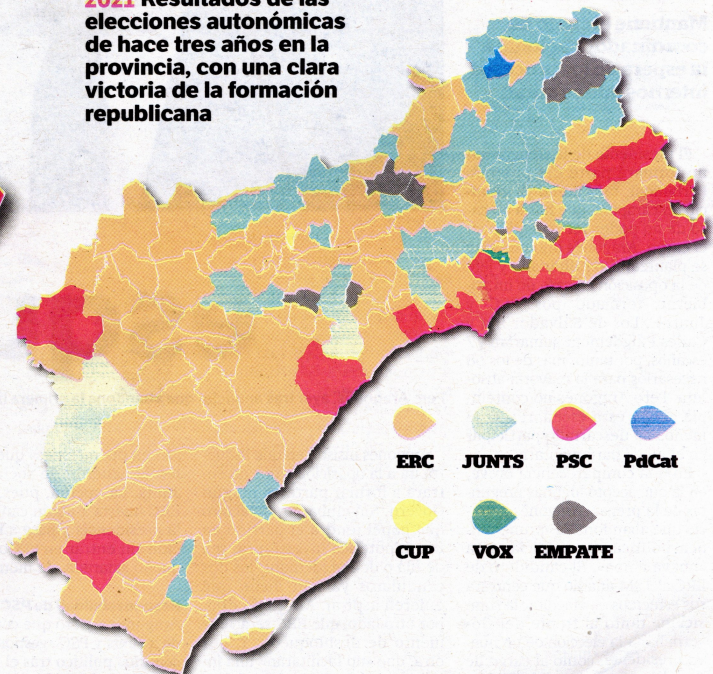 2021 Resultados de las
elecciones autonómicas
de hace tres años en la
provincia, con una clara
victoria de la formación
republicana
ERC JUNTS PSC PdCat
CUP VOX EMPATE